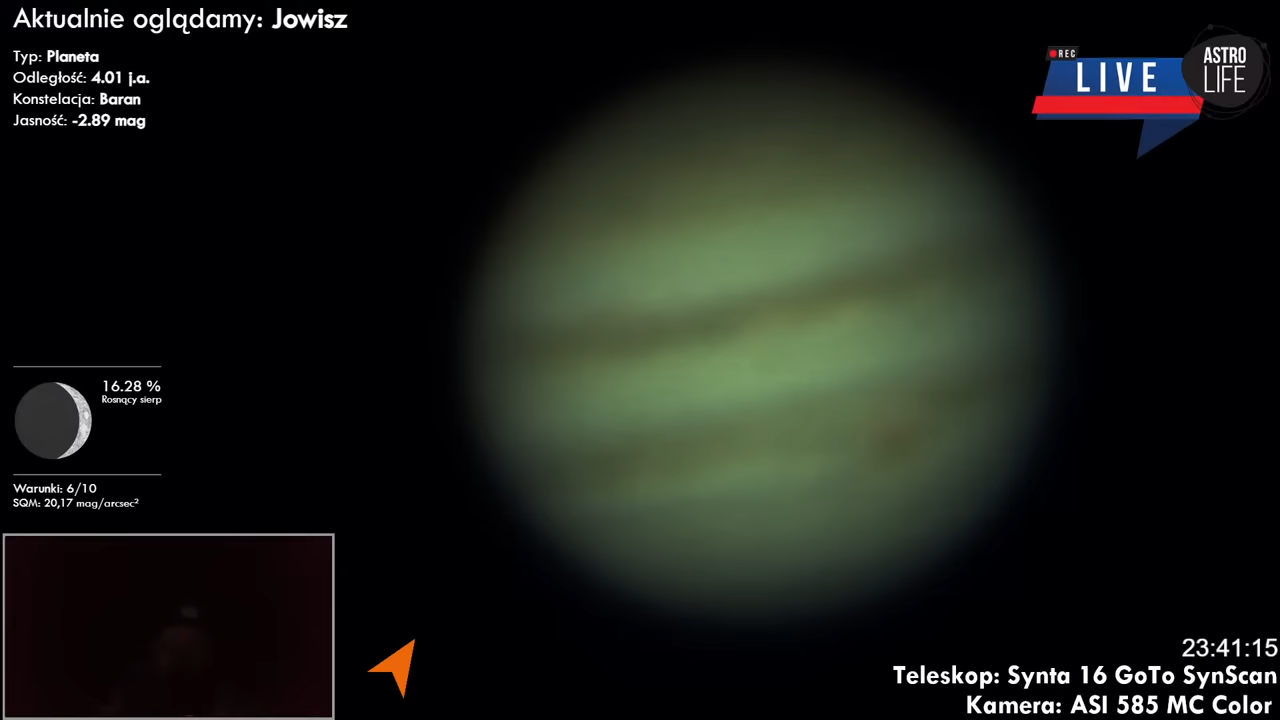 Aktualnie oglądamy: Jowisz
Typ: Planeta
Odległość: 4.01 j.a.
Konstelacja: Baran
Jasność: -2.89 mag
REC
LIVE
ASTRO
LIFE
16.28 %
Rosnący sierp
Warunki: 6/10
SQM: 20,17 mag/arcsec²
23:41:15
Teleskop: Synta 16 GoTo SynScan
Kamera: ASI 585 MC Color